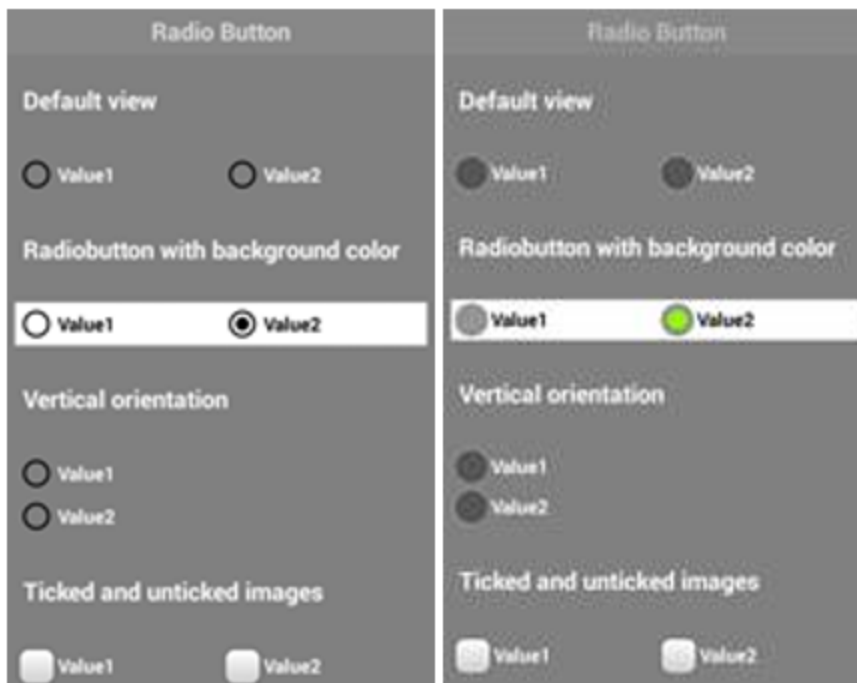 Radio Button
Default view
Value1 Value2
Radiobutton with background color
Value1 Value2
Vertical orientation
Value1
Value2
Ticked and unticked images
Value1 Value2
Radio Button
Default view
Value1 Value2
Radiobutton with background color
Value1 Value2
Vertical orientation
Value1
Value2
Ticked and unticked images
Value1 Value2